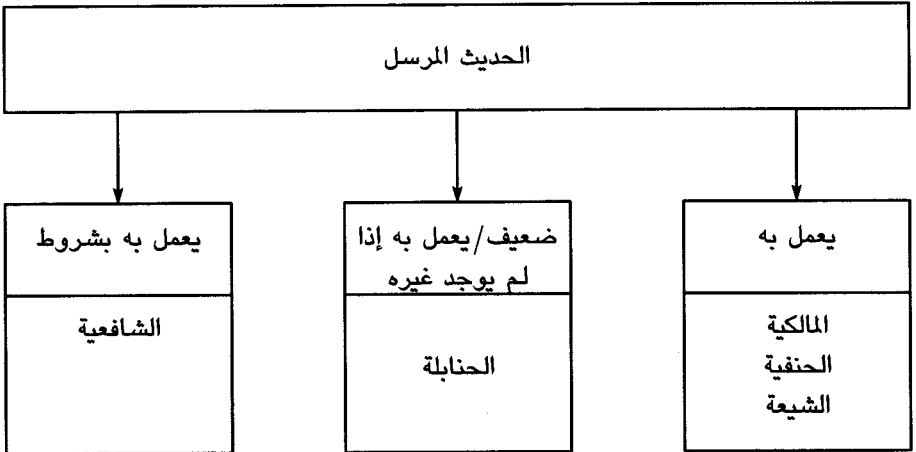 الحديث المرسل
يعمل به
المالكية
الحنفية
الشيعة
ضعيف/يعمل به إذا
لم يوجد غيره
الحنابلة
يعمل به بشروط
الشافعية